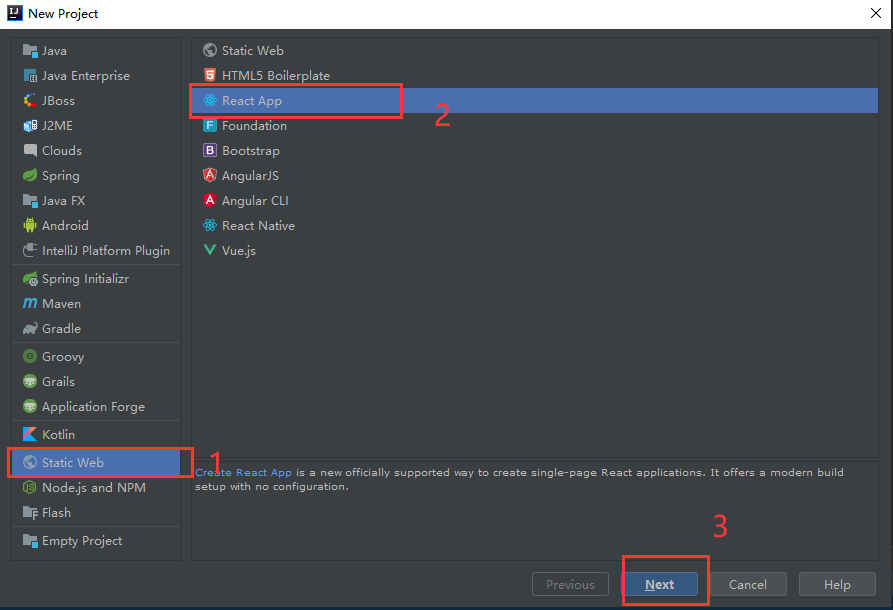 New Project
Java
Java Enterprise
JBoss
J2ME
Clouds
Spring
Java FX
Android
IntelliJ Platform Plugin
Spring Initializr
Maven
Gradle
Groovy
Grails
Application Forge
Kotlin
Static Web
1
Node.js and NPM
Flash
Empty Project
Static Web
HTML5 Boilerplate
React App
2
Foundation
Bootstrap
AngularJS
Angular CLI
React Native
Vue.js
Create React App is a new officially supported way to create single-page React applications. It offers a modern build
setup with no configuration.
3
Previous
Next
Cancel
Help